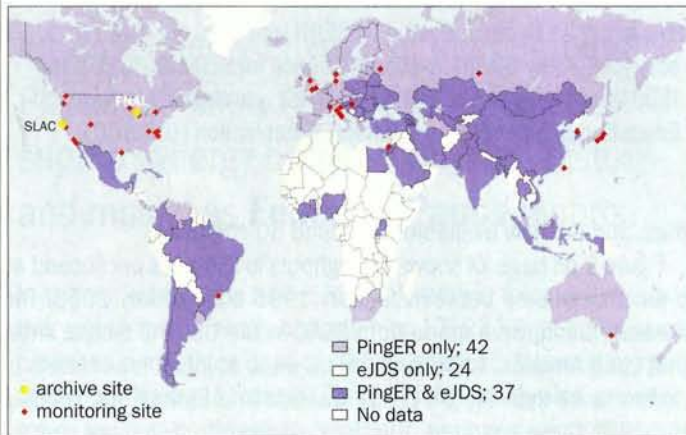 FNAL
SLAC
PingER only; 42
eJDS only; 24
PingER & eJDS; 37
No data
archive site
monitoring site